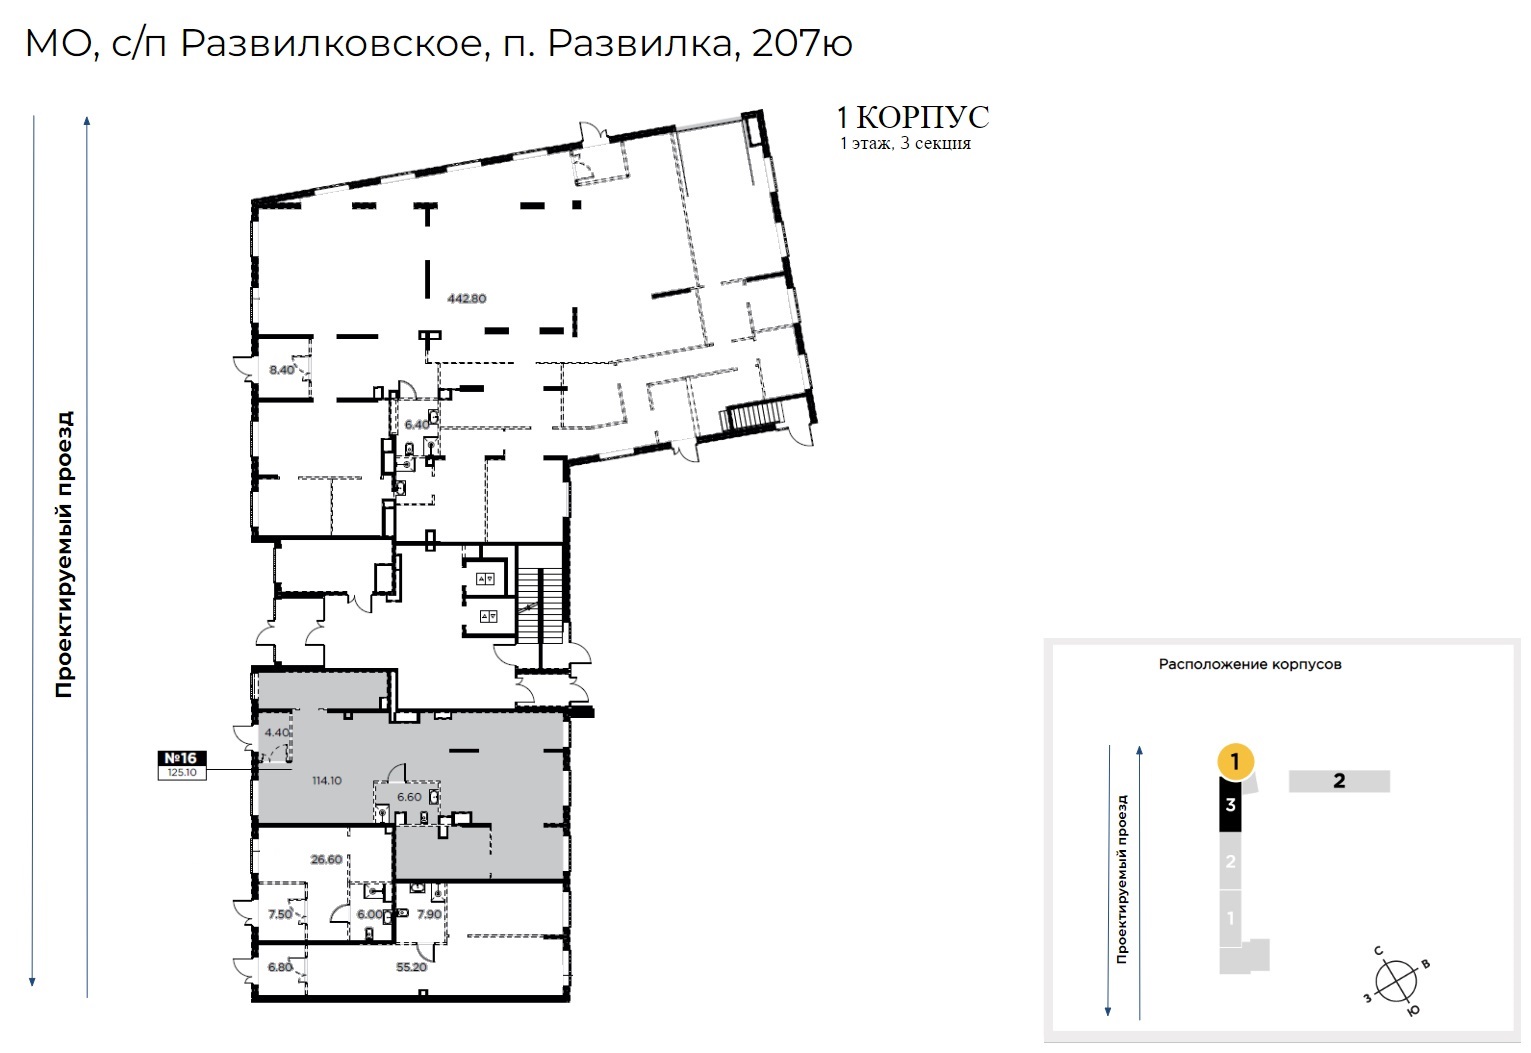 МО, с/п Развилковское, п. Развилка, 207ю
1 КОРПУС
1 этаж, 3 секция
Проектируемый проезд
442.80
8.40
6.40
4.40
№16
125.10
114.10
6.60
26.60
7.50
6.00
7.90
6.80
55.20
Расположение корпусов
Проектируемый проезд
1
2
3
2
1
С
В
З
Ю